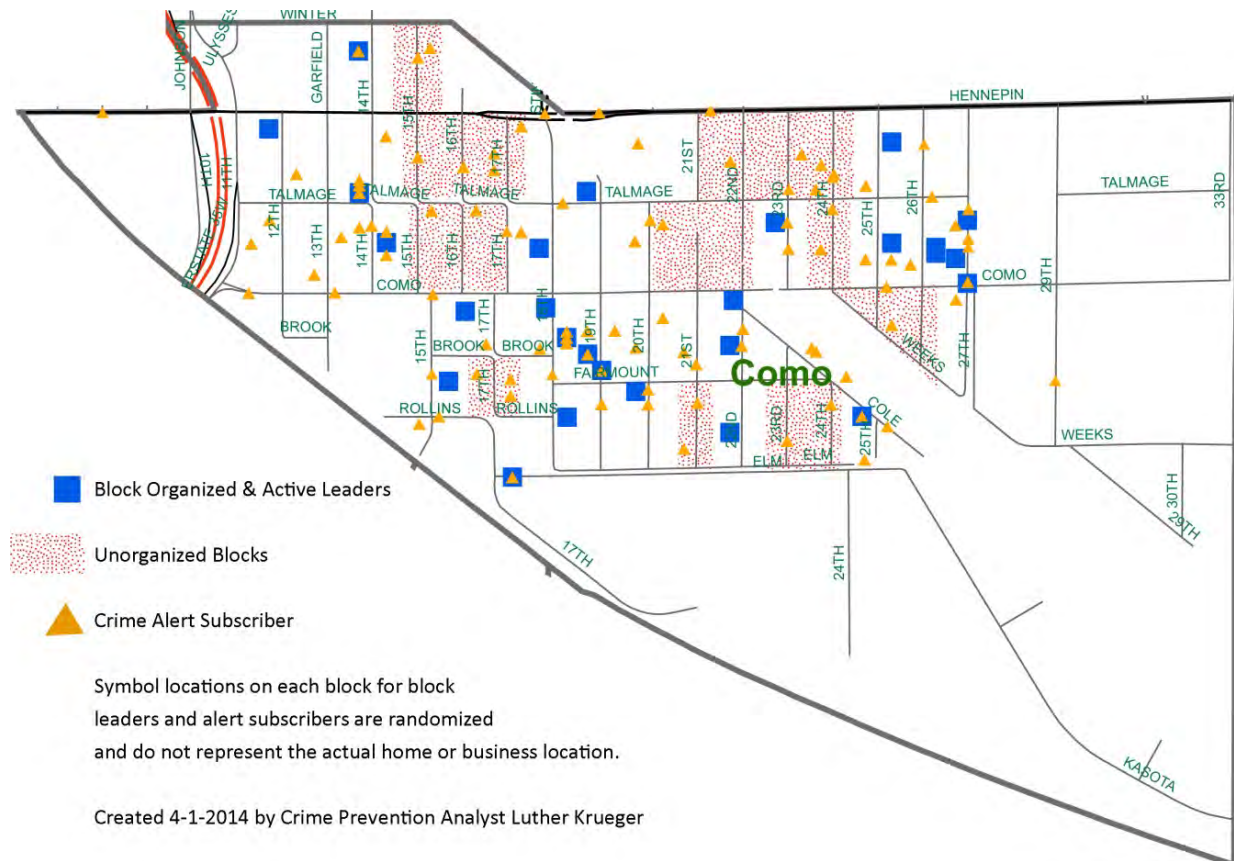 WINTER
JOHNSON
ULYSSES
GARFIELD
14TH
15TH
HENNEPIN
16TH
17TH
21ST
10TH
11TH
TALMAGE
TALMAGE
TALMAGE
TALMAGE
TALMAGE
22ND
23RD
24TH
25TH
26TH
33RD
12TH
13TH
14TH
15TH
16TH
17TH
COMO
COMO
29TH
BROOK
15TH
17TH
BROOK
BROOK
19TH
20TH
21ST
WEEKS
27TH
FAIRMOUNT
Como
17TH
ROLLINS
ROLLINS
23RD
24TH
COLE
25TH
ELM
ELM
WEEKS
30TH
29TH
17TH
24TH
KASOTA
Block Organized & Active Leaders
Unorganized Blocks
Crime Alert Subscriber
Symbol locations on each block for block
leaders and alert subscribers are randomized
and do not represent the actual home or business location.
Created 4-1-2014 by Crime Prevention Analyst Luther Krueger